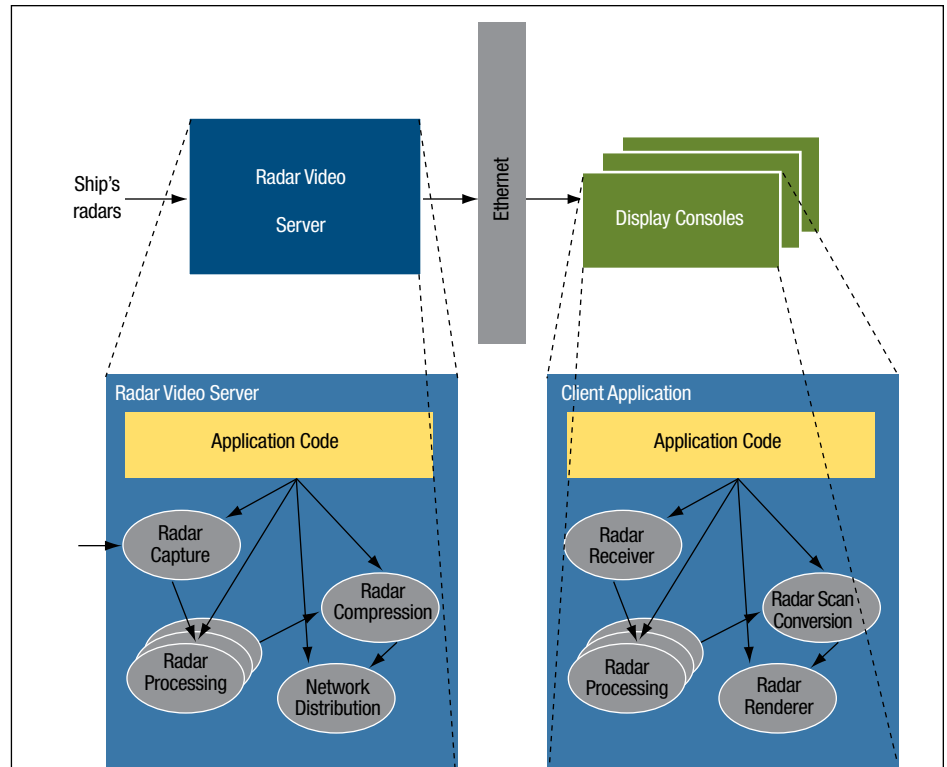 Ship's
radars
Radar Video
Server
Ethernet
Display Consoles
Radar Video Server
Application Code
Radar
Capture
Radar
Compression
Radar
Processing
Network
Distribution
Client Application
Application Code
Radar
Receiver
Radar Scan
Conversion
Radar
Processing
Radar
Renderer